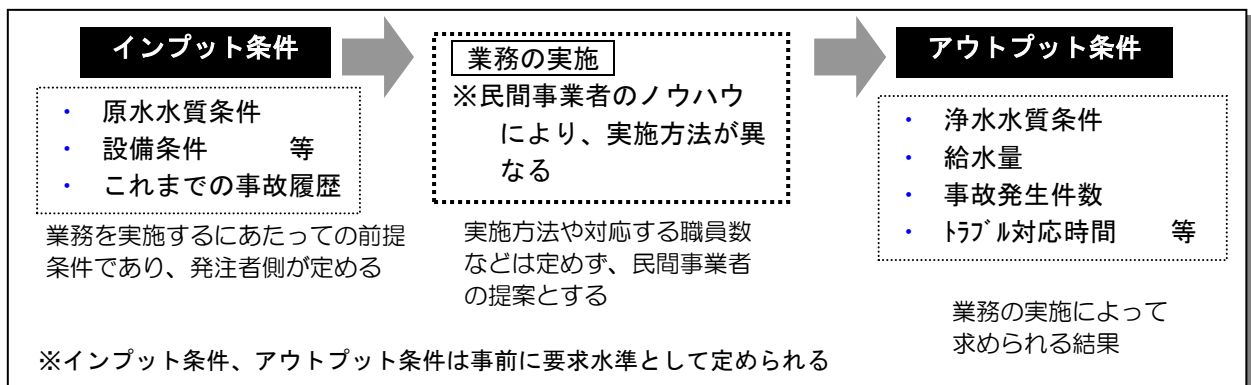 インプット条件
・ 原水水質条件
・ 設備条件 等
・ これまでの事故履歴
業務を実施するにあたっての前提
条件であり、発注者側が定める
業務の実施
※民間事業者のノウハウ
により、実施方法が異
なる
実施方法や対応する職員数
などは定めず、民間事業者
の提案とする
アウトプット条件
・ 浄水水質条件
・ 給水量
・ 事故発生件数
・ ﾄﾗﾌﾞﾙ対応時間 等
業務の実施によって
求められる結果
※インプット条件、アウトプット条件は事前に要求水準として定められる